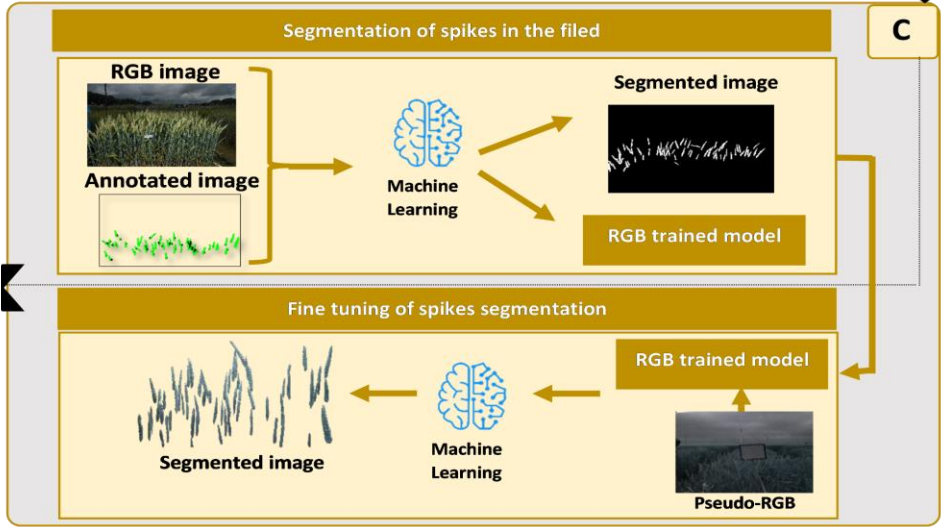 C
Segmentation of spikes in the filed
RGB image
Annotated image
Machine
Learning
Segmented image
RGB trained model
Fine tuning of spikes segmentation
RGB trained model
Pseudo-RGB
Machine
Learning
Segmented image